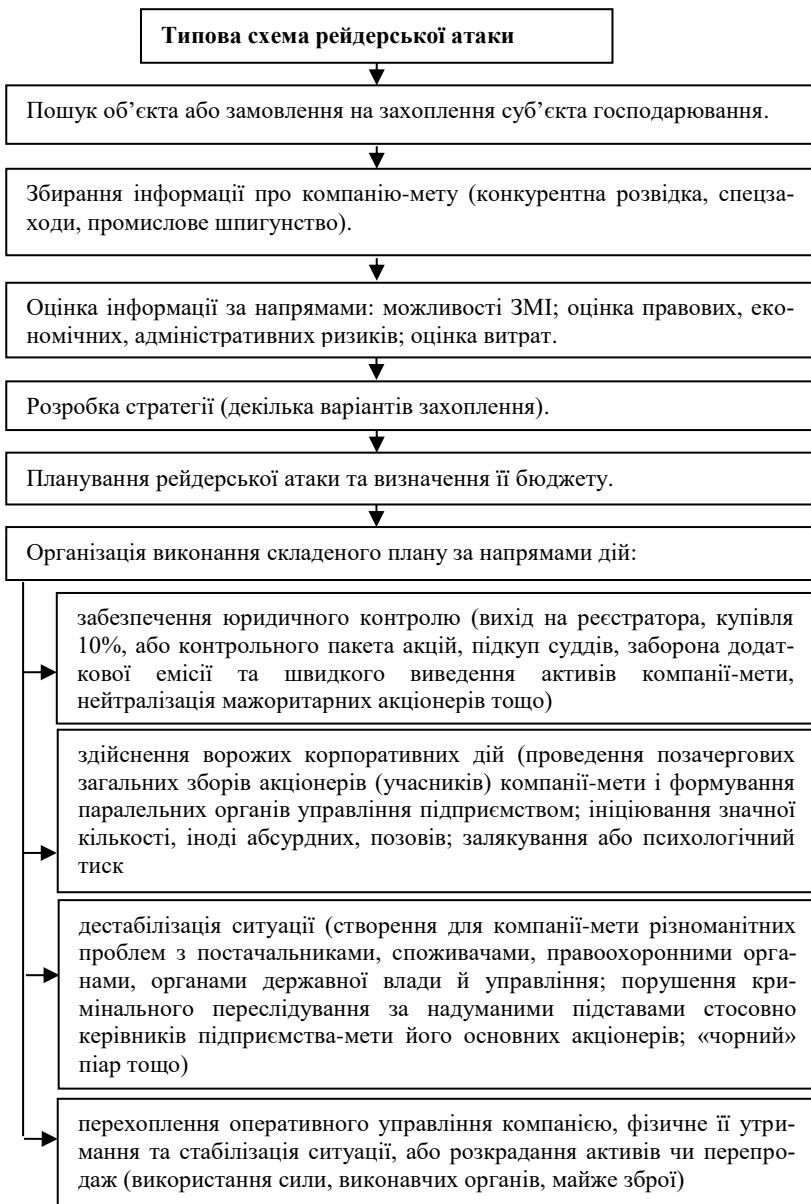 Типова схема рейдерської атаки
Пошук об’єкта або замовлення на захоплення суб’єкта господарювання.
Збирання інформації про компанію-мету (конкурентна розвідка, спецза-
ходи, промислове шпигунство).
Оцінка інформації за напрямами: можливості ЗМІ; оцінка правових, еко-
номічних, адміністративних ризиків; оцінка витрат.
Розробка стратегії (декілька варіантів захоплення).
Планування рейдерської атаки та визначення її бюджету.
Організація виконання складеного плану за напрямами дій:
забезпечення юридичного контролю (вихід на реєстратора, купівля
10%, або контрольного пакета акцій, підкуп суддів, заборона додат-
кової емісії та швидкого виведення активів компанії-мети,
нейтралізація мажоритарних акціонерів тощо)
здійснення ворожих корпоративних дій (проведення позачергових
загальних зборів акціонерів (учасників) компанії-мети і формування
паралельних органів управління підприємством; ініціювання значної
кількості, іноді абсурдних, позовів; залякування або психологічний
тиск
дестабілізація ситуації (створення для компанії-мети різноманітних
проблем з постачальниками, споживачами, правоохоронними орга-
нами, органами державної влади й управління; порушення кри-
мінального переслідування за надуманими підставами стосовно
керівників підприємства-мети його основних акціонерів; «чорний»
піар тощо)
перехоплення оперативного управління компанією, фізичне її утри-
мання та стабілізація ситуації, або розкрадання активів чи перепро-
даж (використання сили, виконавчих органів, майже зброї)